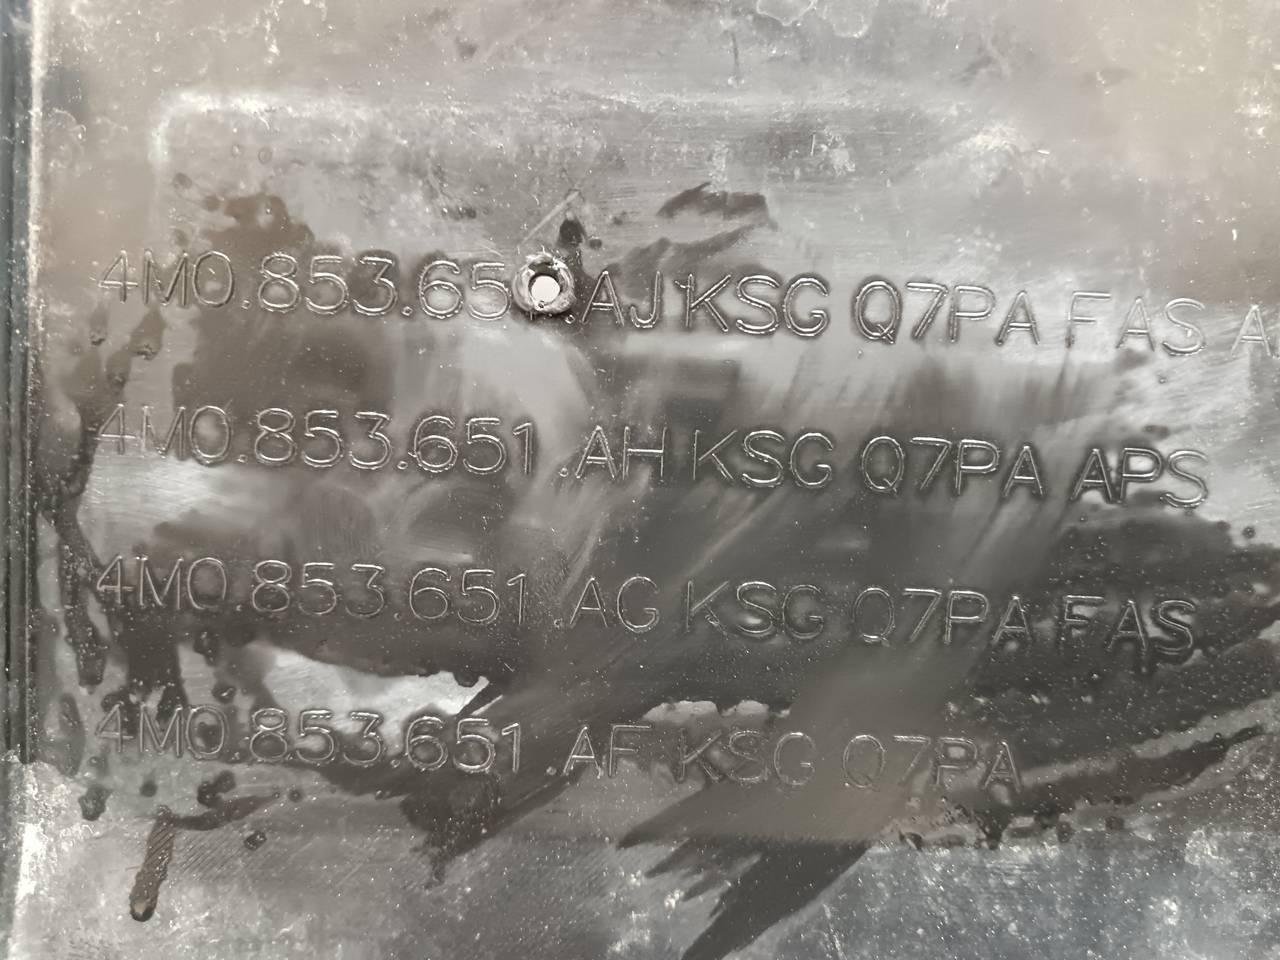 4M0.853.65 .AJ KSG Q7PA FAS A
4M0.853.651 .AH KSG Q7PA APS
4M0.853.651 .AG KSG Q7PA FAS
4M0.853.651 .AF KSG Q7PA